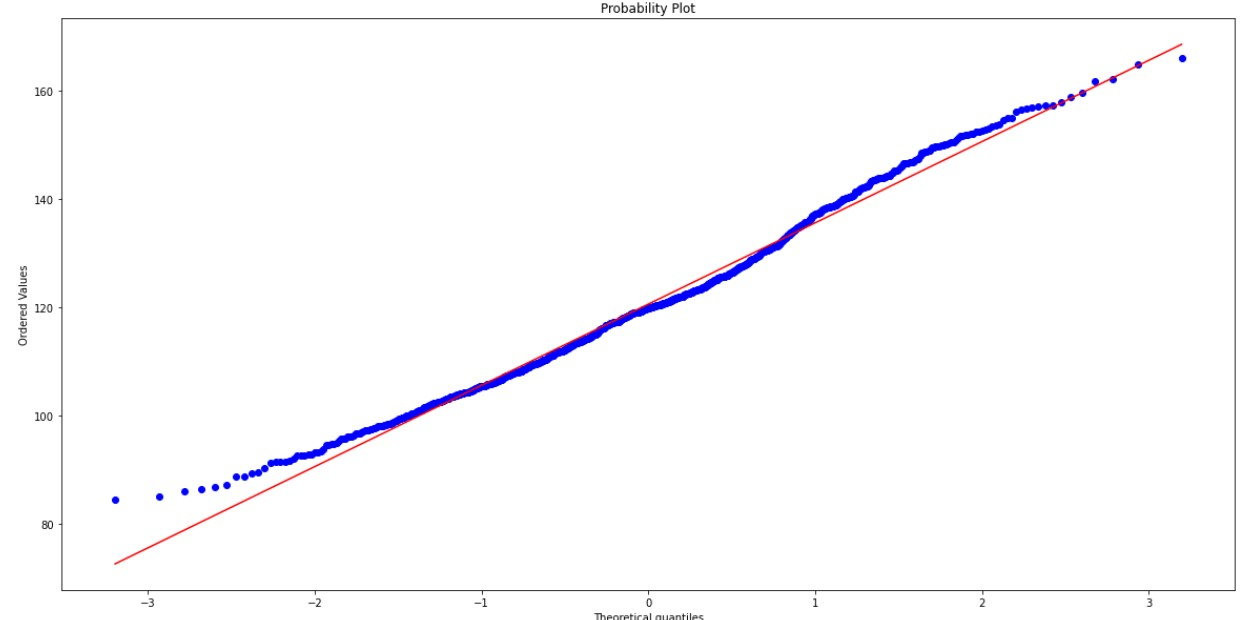 Probability Plot
160
140
120
100
80
Ordered Values
−3 −2 −1 0 1 2 3
Theoretical quantiles